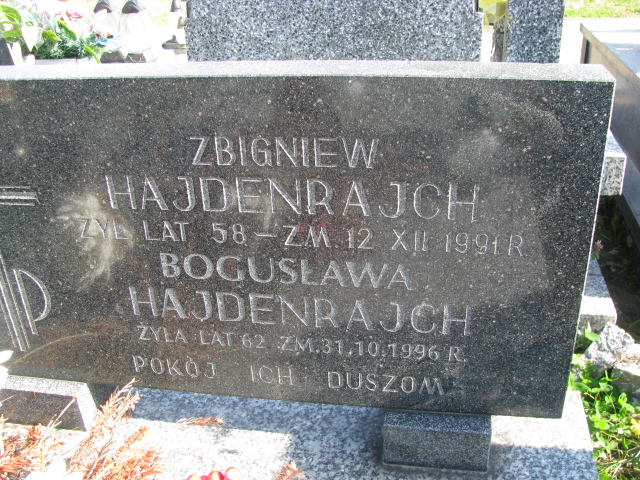 ZBIGNIEW
HAJDENRAJCH
ŻYŁ LAT 58 – ZM. 12 XII 1991 R
BOGUSŁAWA
HAJDENRAJCH
ŻYŁA LAT 62 ZM. 31.10.1996 R.
POKÓJ ICH DUSZOM